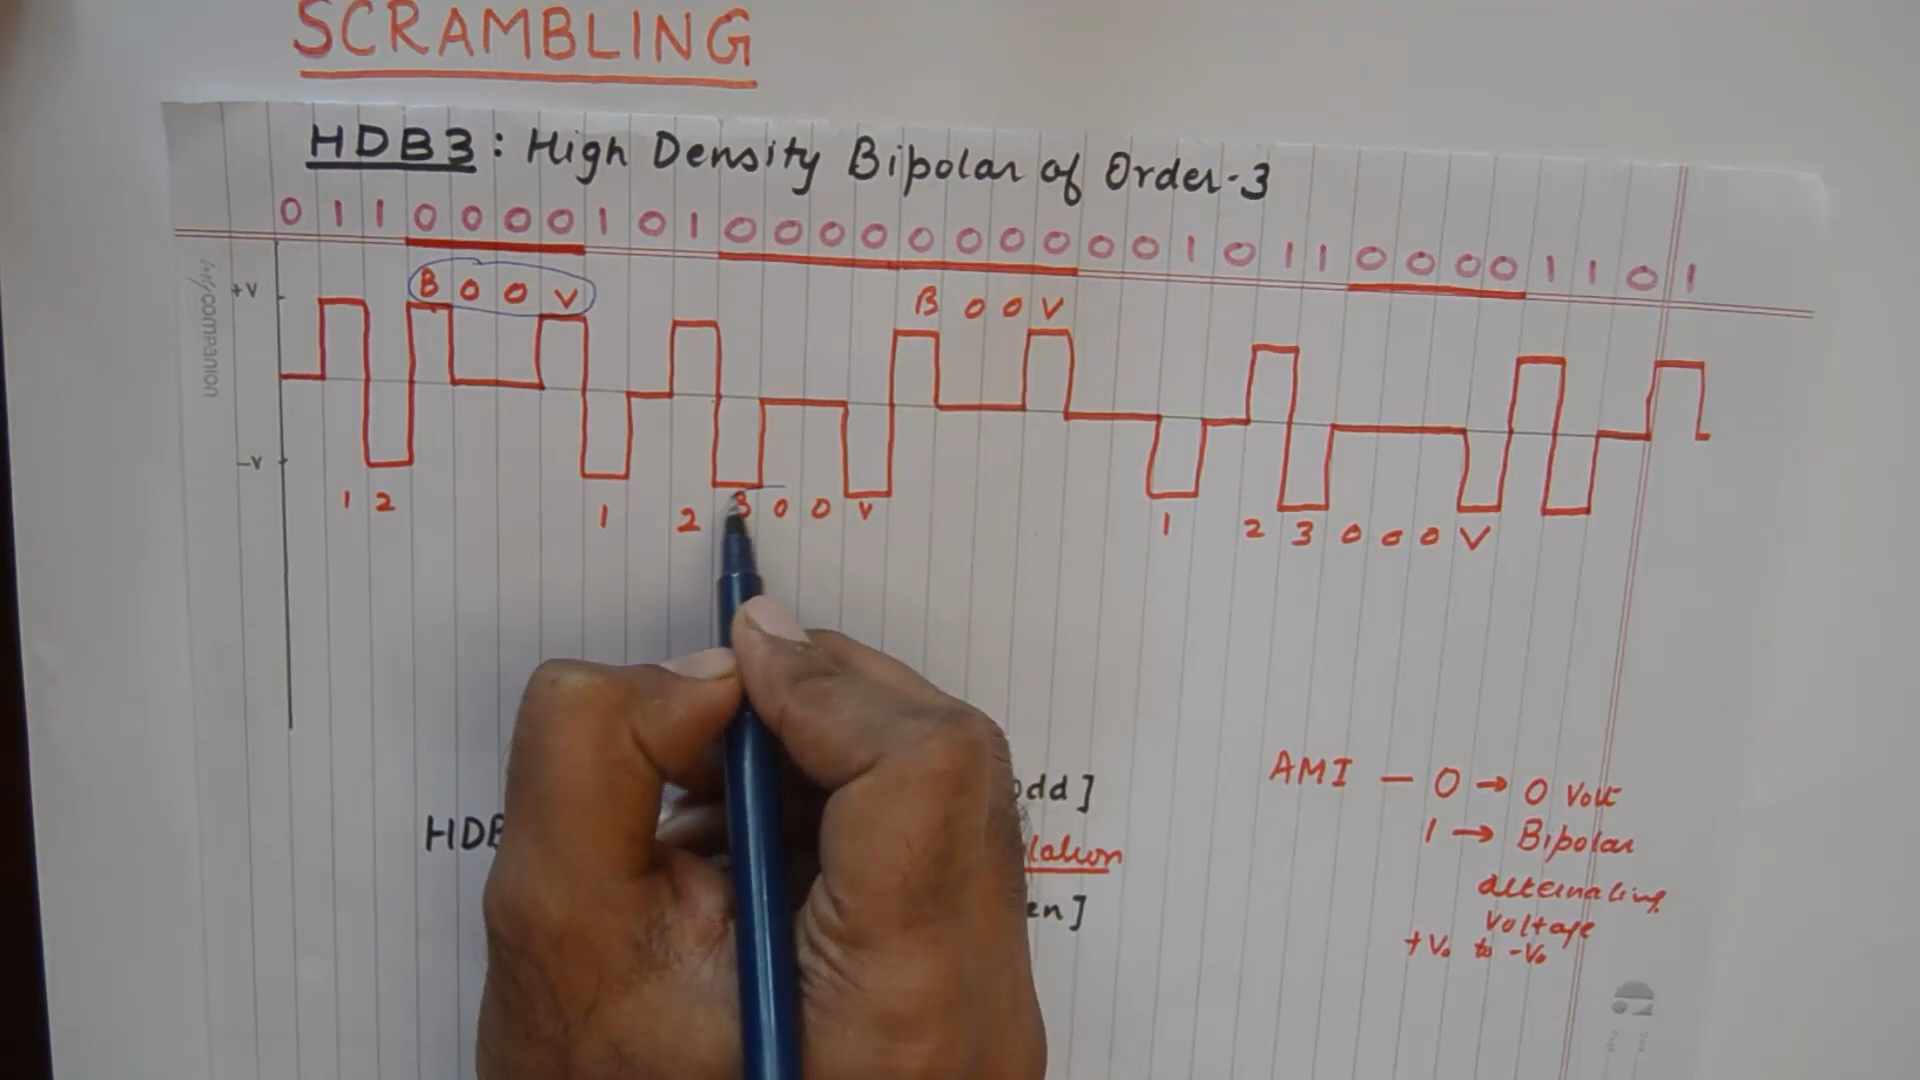 SCRAMBLING
HDB3 : High Density Bipolar of Order-3
0 1 1 0 0 0 0 1 0 1 0 0 0 0 0 0 0 0 0 0 1 0 1 1 0 0 0 0 1 1 0 1
+V
B 0 0 V
B 0 0 V
-V
1 2
1 2 B 0 0 V
1 2 3 0 0 0 V
My companion
odd]
HDB
lation
en]
AMI - 0 → 0 Volt
1 → Bipolar
alternating
Voltage
+V₀ to -V₀